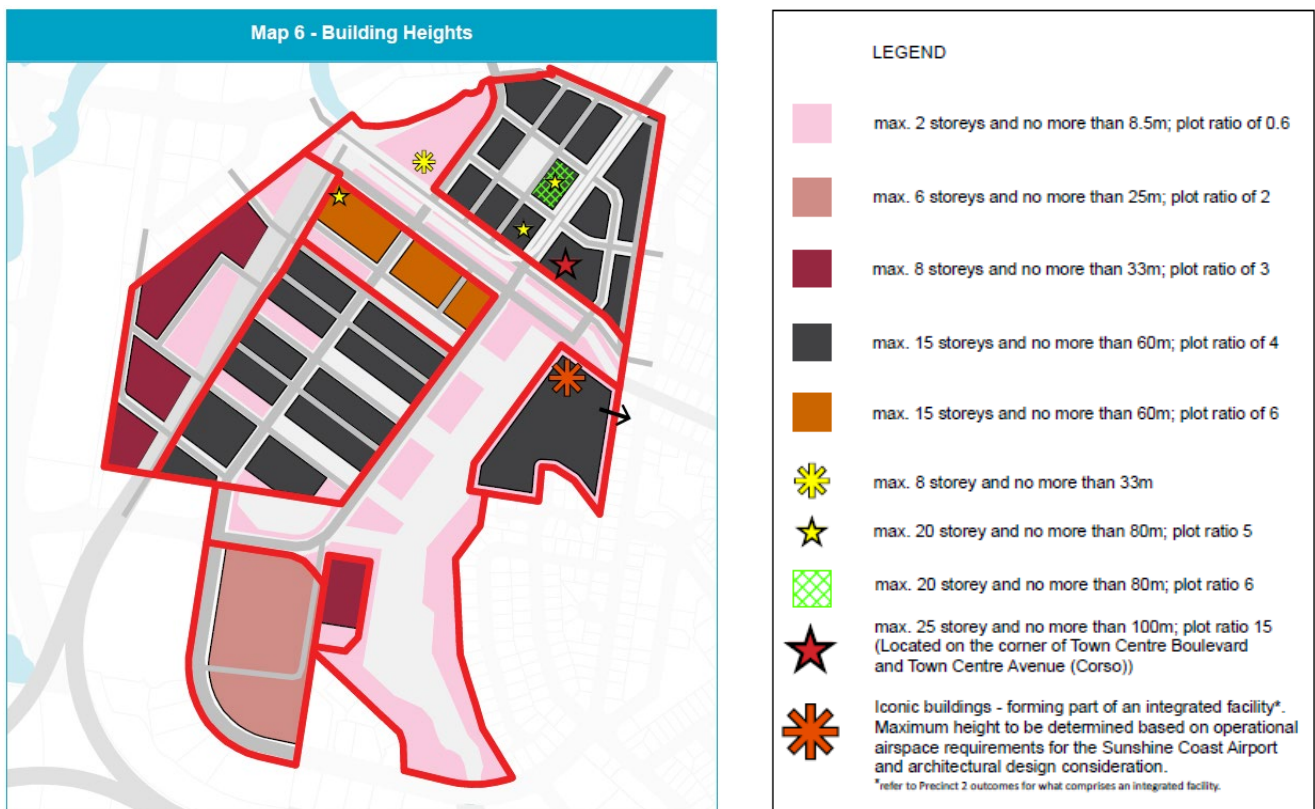 Map 6 - Building Heights
LEGEND
max. 2 storeys and no more than 8.5m; plot ratio of 0.6
max. 6 storeys and no more than 25m; plot ratio of 2
max. 8 storeys and no more than 33m; plot ratio of 3
max. 15 storeys and no more than 60m; plot ratio of 4
max. 15 storeys and no more than 60m; plot ratio of 6
max. 8 storey and no more than 33m
max. 20 storey and no more than 80m; plot ratio 5
max. 20 storey and no more than 80m; plot ratio 6
max. 25 storey and no more than 100m; plot ratio 15
(Located on the corner of Town Centre Boulevard
and Town Centre Avenue (Corso))
Iconic buildings - forming part of an integrated facility*.
Maximum height to be determined based on operational
airspace requirements for the Sunshine Coast Airport
and architectural design consideration.
*refer to Precinct 2 outcomes for what comprises an integrated facility.